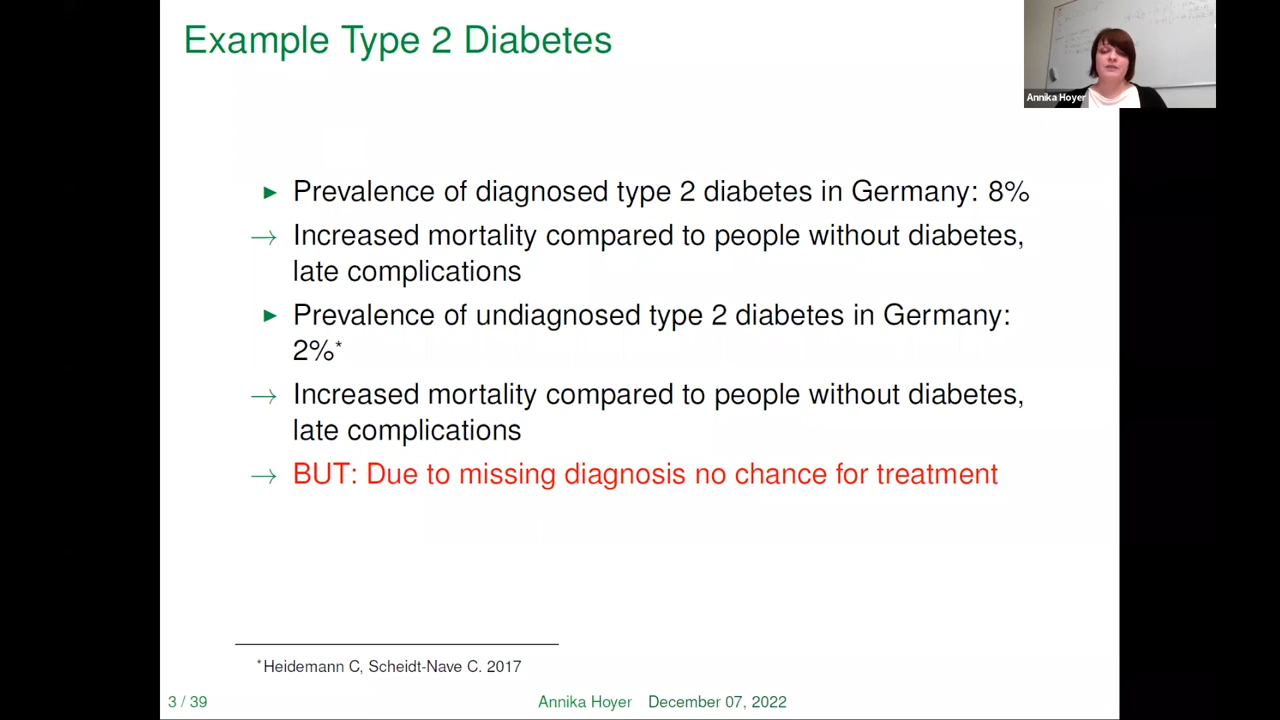 Example Type 2 Diabetes
Annika Hoyer
▶ Prevalence of diagnosed type 2 diabetes in Germany: 8%
→ Increased mortality compared to people without diabetes,
late complications
▶ Prevalence of undiagnosed type 2 diabetes in Germany:
2%*
→ Increased mortality compared to people without diabetes,
late complications
→ BUT: Due to missing diagnosis no chance for treatment
*Heidemann C, Scheidt-Nave C. 2017
3 / 39 Annika Hoyer December 07, 2022